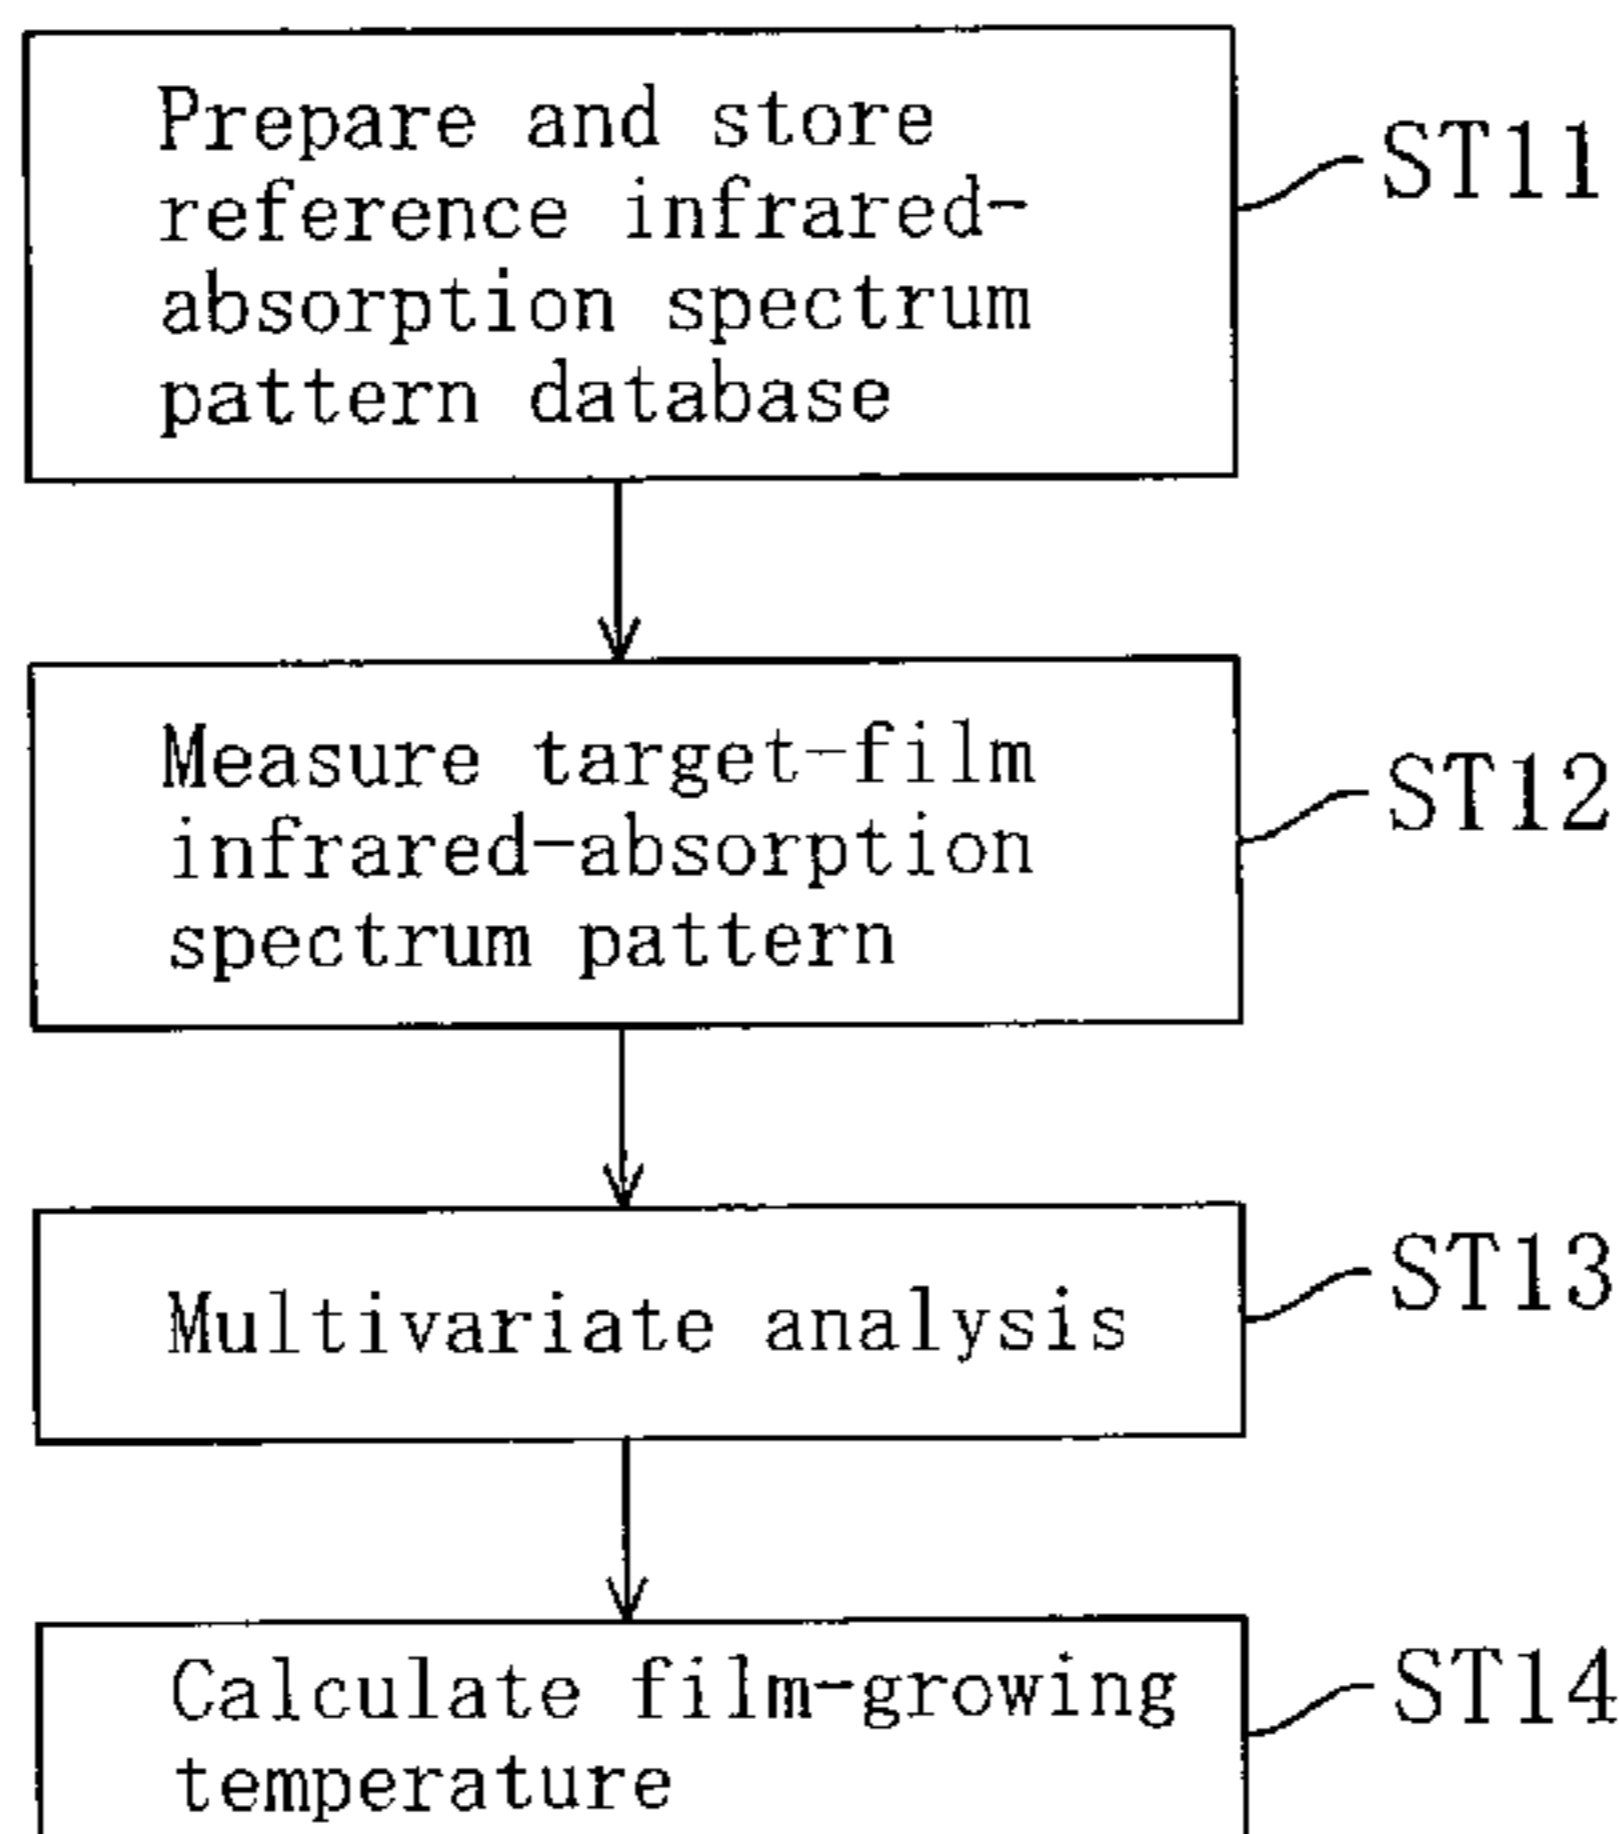 Prepare and store
reference infrared-
absorption spectrum
pattern database
ST11
Measure target-film
infrared-absorption
spectrum pattern
ST12
Multivariate analysis
ST13
Calculate film-growing
temperature
ST14